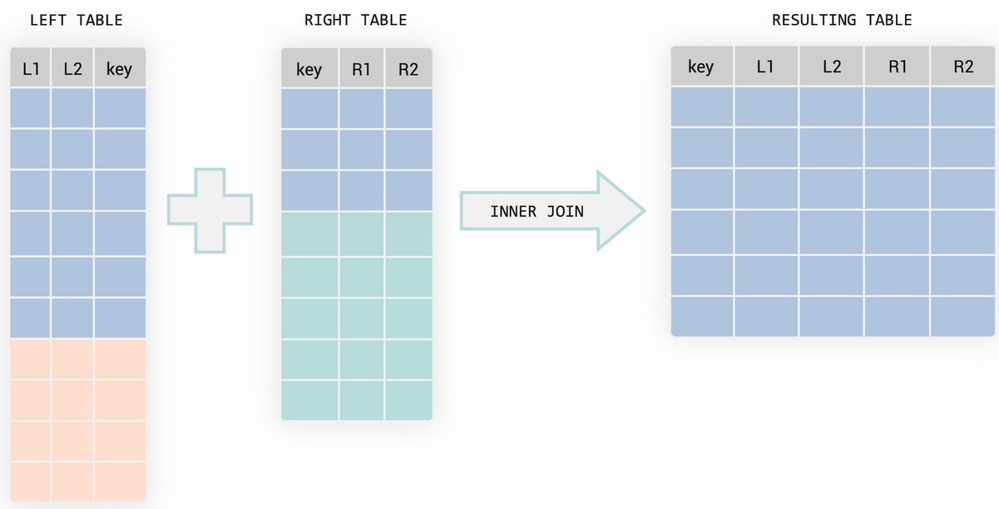 LEFT TABLE
RIGHT TABLE
RESULTING TABLE
L1 L2 key
key R1 R2
key L1 L2 R1 R2
INNER JOIN